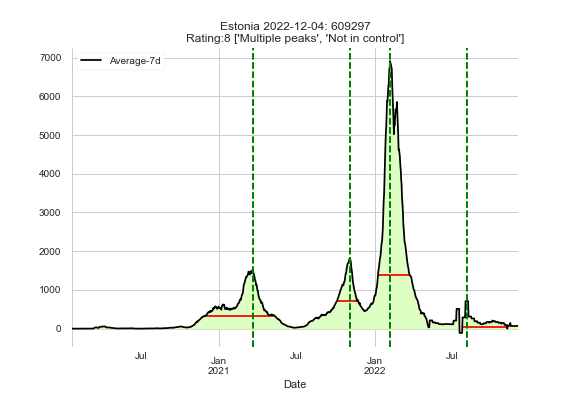 Estonia 2022-12-04: 609297
Rating:8 ['Multiple peaks', 'Not in control']
Average-7d
7000
6000
5000
4000
3000
2000
1000
0
Jul
Jan
2021
Jul
Jan
2022
Jul
Date